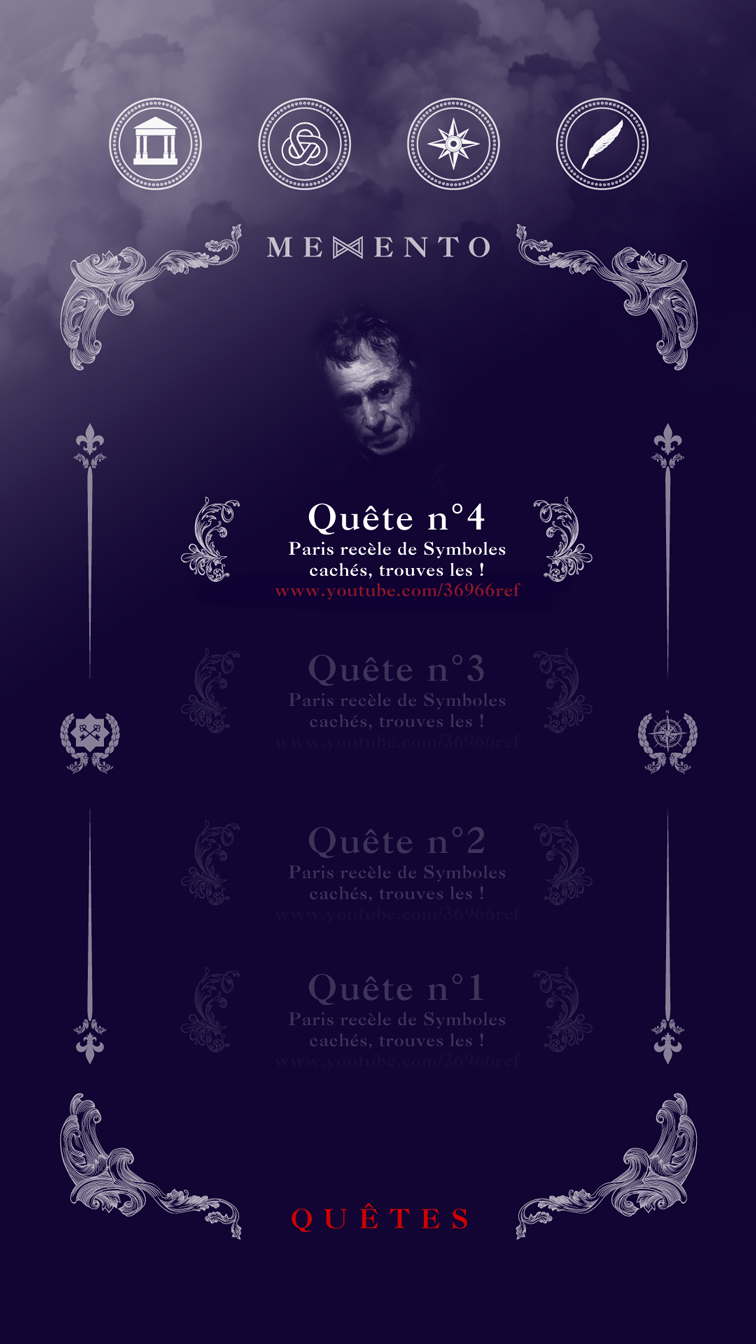 MEMENTO
Quête n°4
Paris recèle de Symboles
cachés, trouves les !
www.youtube.com/36966ref
Quête n°3
Paris recèle de Symboles
cachés, trouves les !
www.youtube.com/36966ref
N
Quête n°2
Paris recèle de Symboles
cachés, trouves les !
www.youtube.com/36966ref
Quête n°1
Paris recèle de Symboles
cachés, trouves les !
www.youtube.com/36966ref
QUÊTES